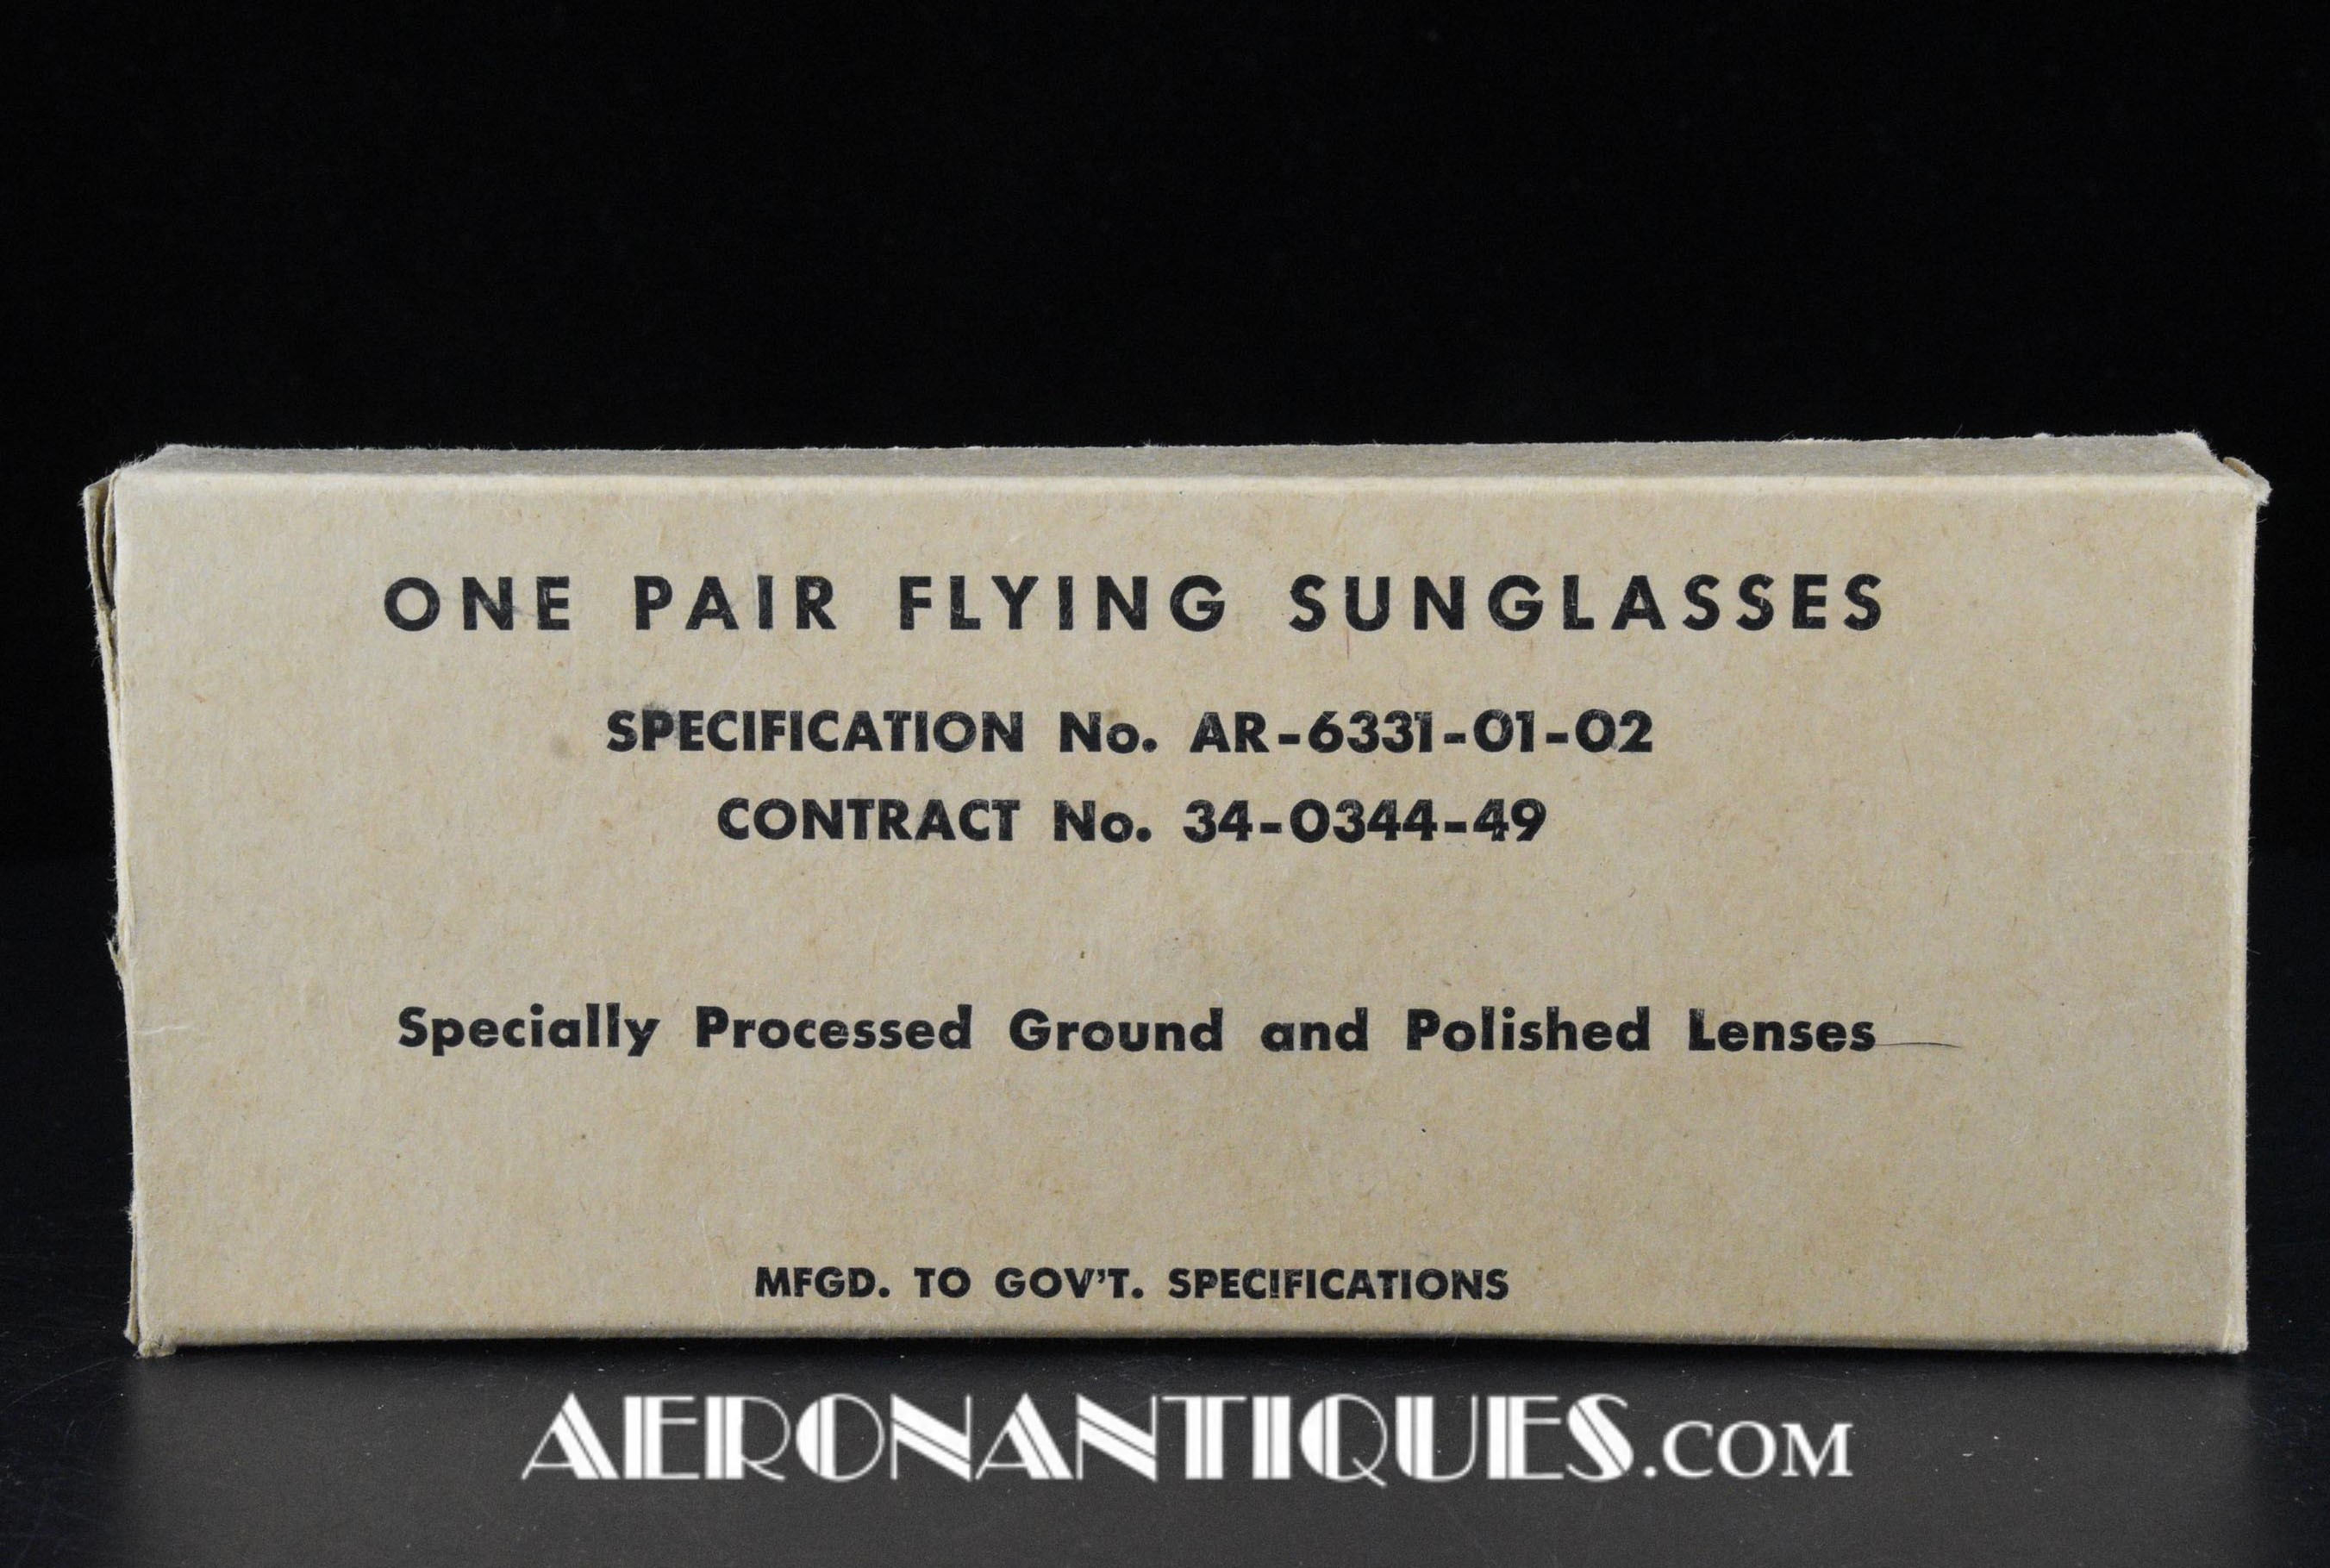 ONE PAIR FLYING SUNGLASSES
SPECIFICATION No. AR-6331-01-02
CONTRACT No. 34-0344-49
Specially Processed Ground and Polished Lenses
MFGD. TO GOV'T. SPECIFICATIONS
AERONANTIQUES.COM